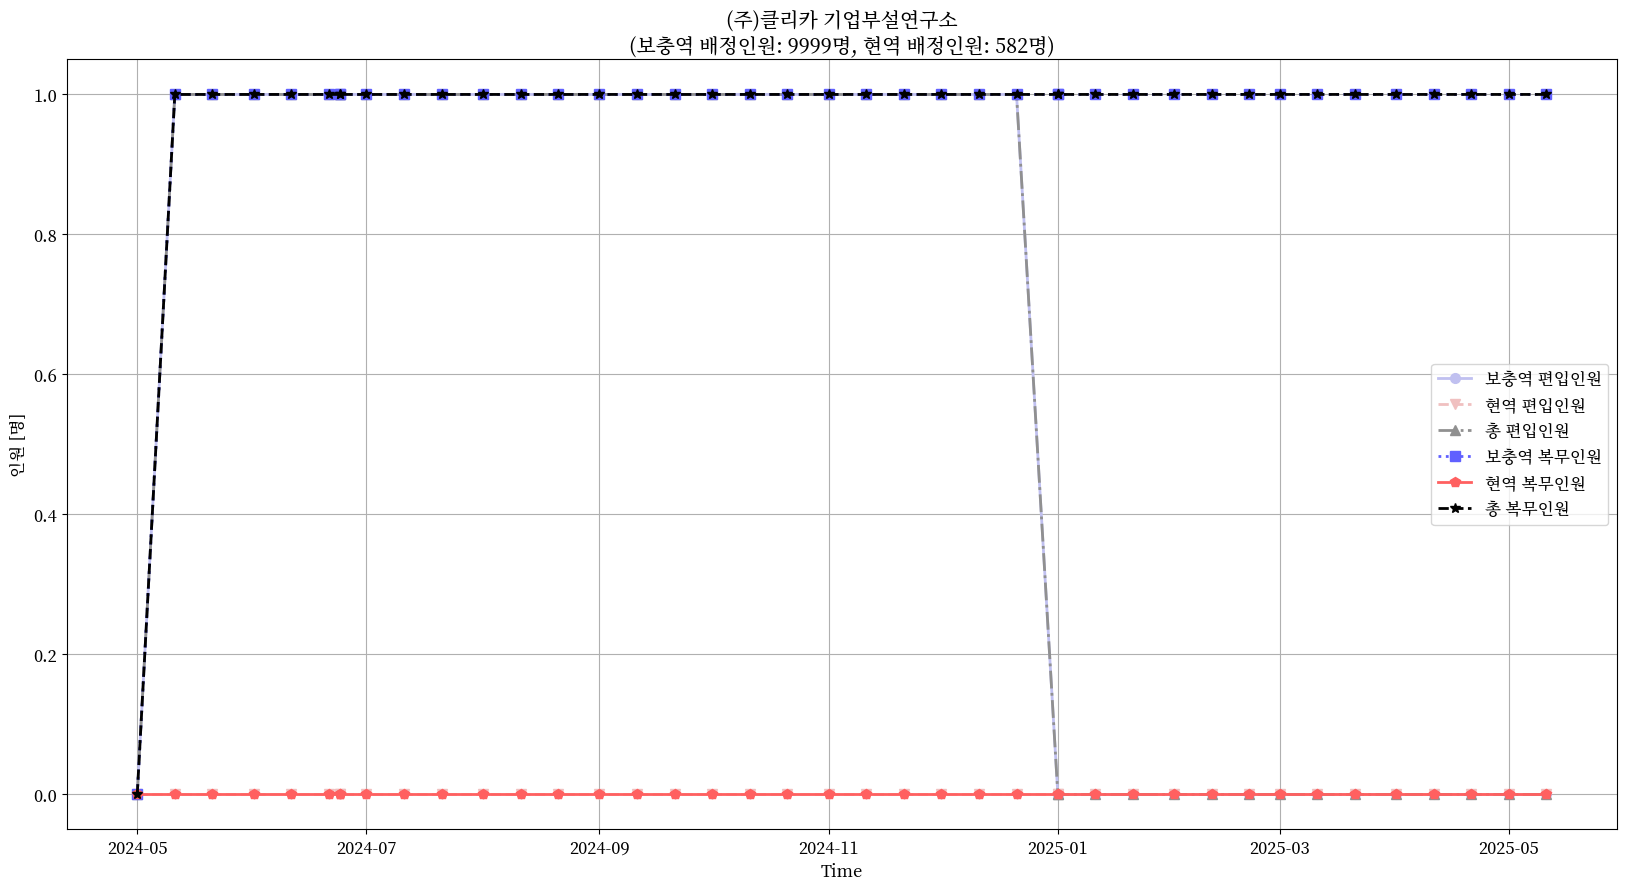 (주)클리카 기업부설연구소
(보충역 배정인원: 9999명, 현역 배정인원: 582명)
인원 [명]
1.0
0.8
0.6
0.4
0.2
0.0
보충역 편입인원
현역 편입인원
총 편입인원
보충역 복무인원
현역 복무인원
총 복무인원
2024-05 2024-07 2024-09 2024-11 2025-01 2025-03 2025-05
Time